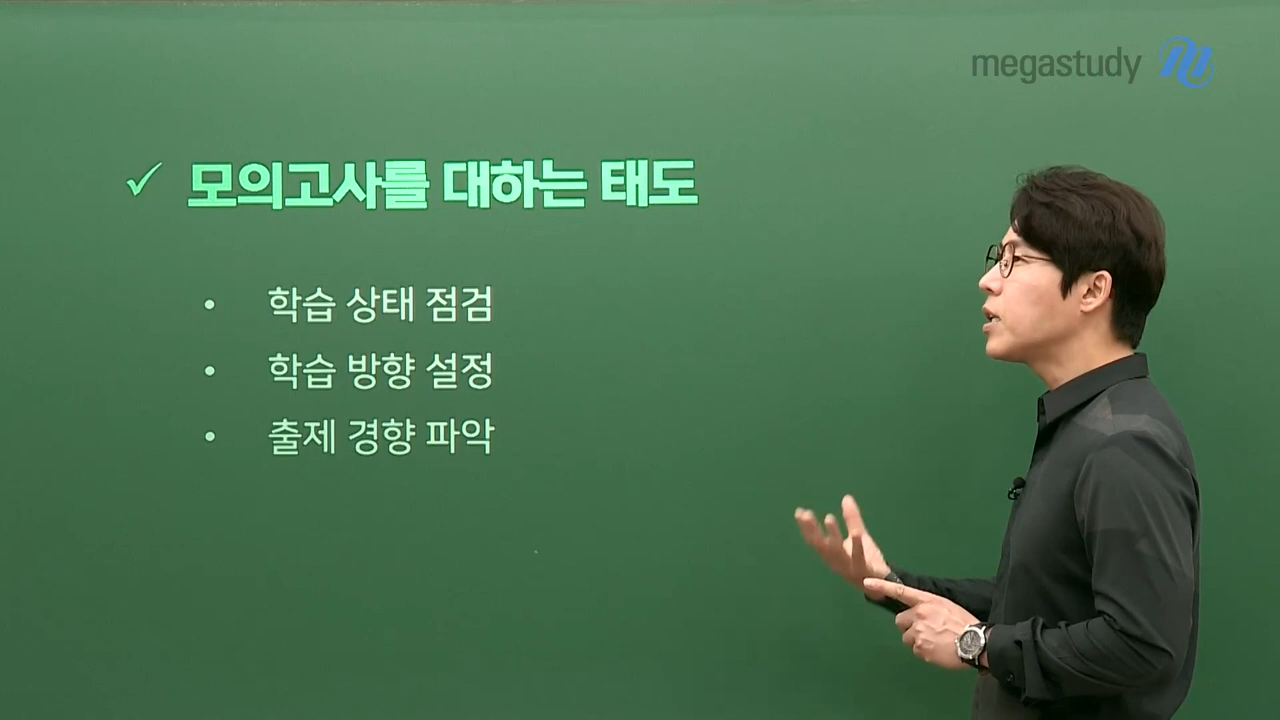 megastudy
✓ 모의고사를 대하는 태도
• 학습 상태 점검
• 학습 방향 설정
• 출제 경향 파악